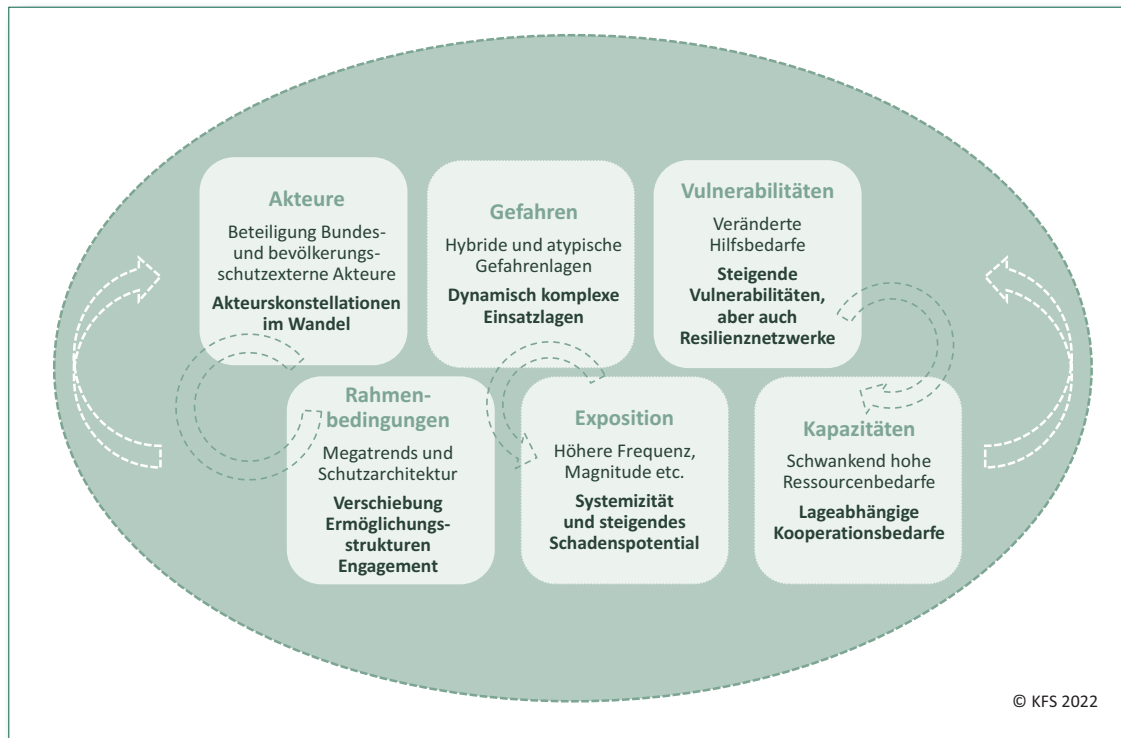 Akteure
Beteiligung Bundes-
und bevölkerungs-
schutzexterne Akteure
Akteurskonstellationen
im Wandel
Gefahren
Hybride und atypische
Gefahrenlagen
Dynamisch komplexe
Einsatzlagen
Vulnerabilitäten
Veränderte
Hilfsbedarfe
Steigende
Vulnerabilitäten,
aber auch
Resilienznetzwerke
Rahmen-
bedingungen
Megatrends und
Schutzarchitektur
Verschiebung
Ermöglichungs-
strukturen
Engagement
Exposition
Höhere Frequenz,
Magnitude etc.
Systemizität
und steigendes
Schadenspotential
Kapazitäten
Schwankend hohe
Ressourcenbedarfe
Lageabhängige
Kooperationsbedarfe
© KFS 2022